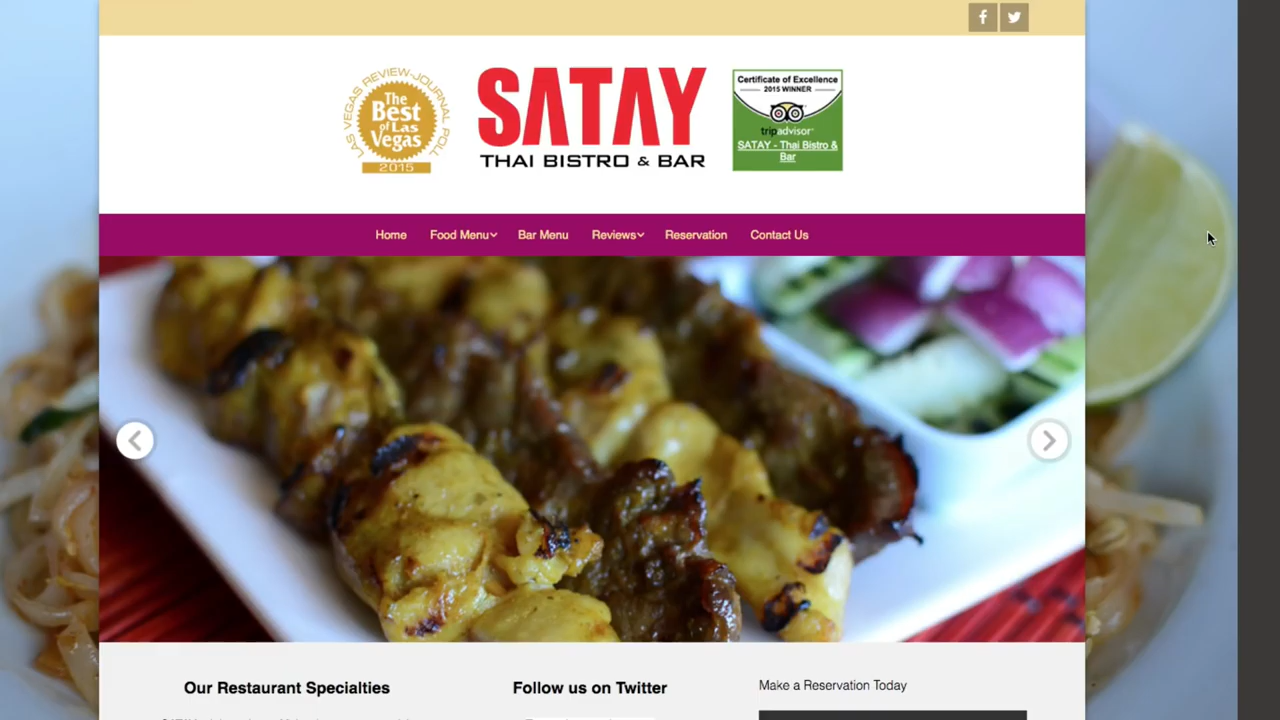 LAS VEGAS REVIEW-JOURNAL POLL
The
Best
of Las
Vegas
2015
SATAY
THAI BISTRO & BAR
Certificate of Excellence
2015 WINNER
tripadvisor
SATAY - Thai Bistro &
Bar
Home
Food Menu
Bar Menu
Reviews
Reservation
Contact Us
Our Restaurant Specialties
Follow us on Twitter
Make a Reservation Today